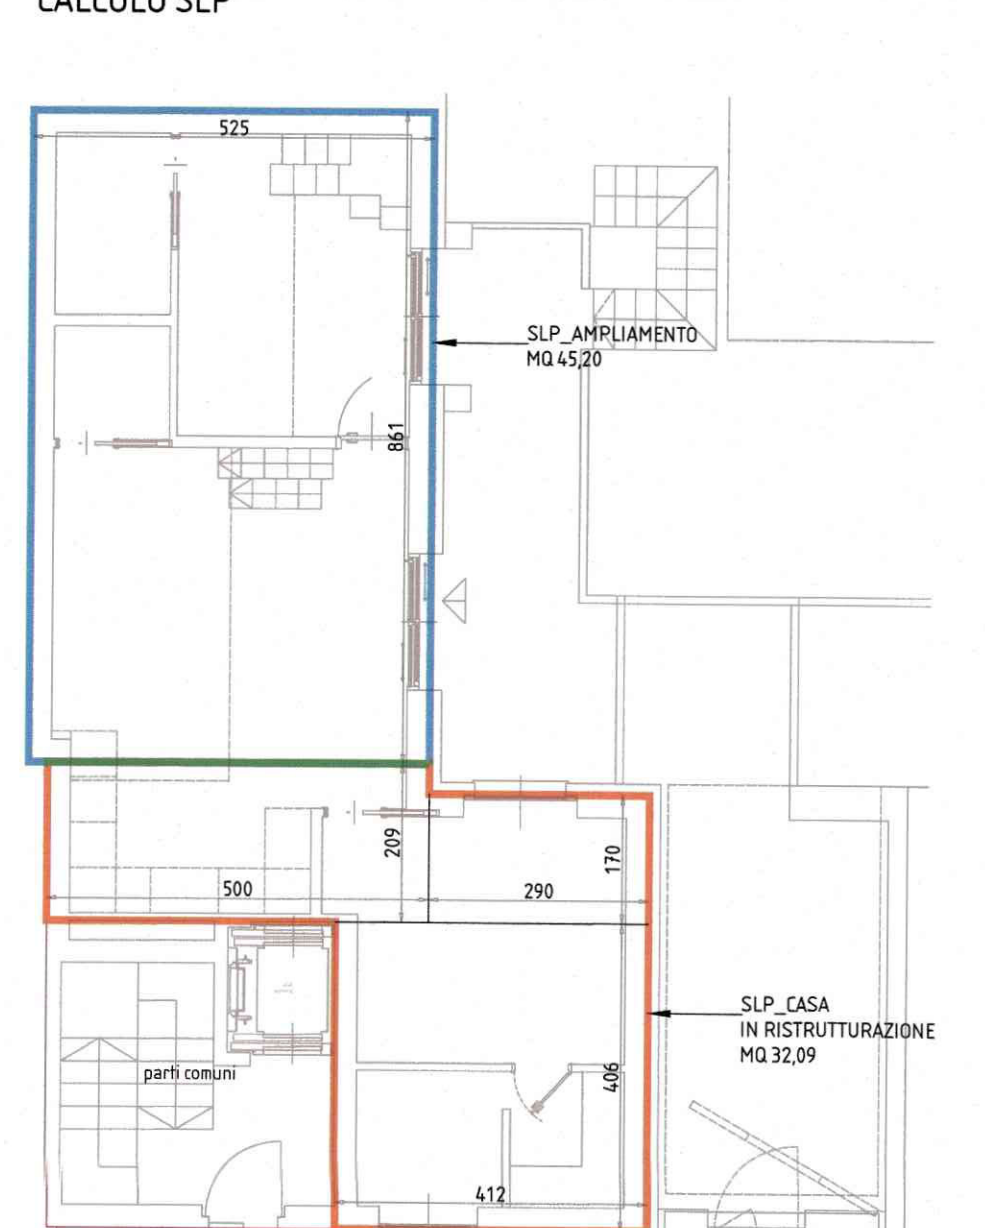 CALCOLO SLP
525
SLP_AMPLIAMENTO
MQ 45,20
861
209
170
500
290
SLP_CASA
IN RISTRUTTURAZIONE
MQ 32,09
parti comuni
406
412